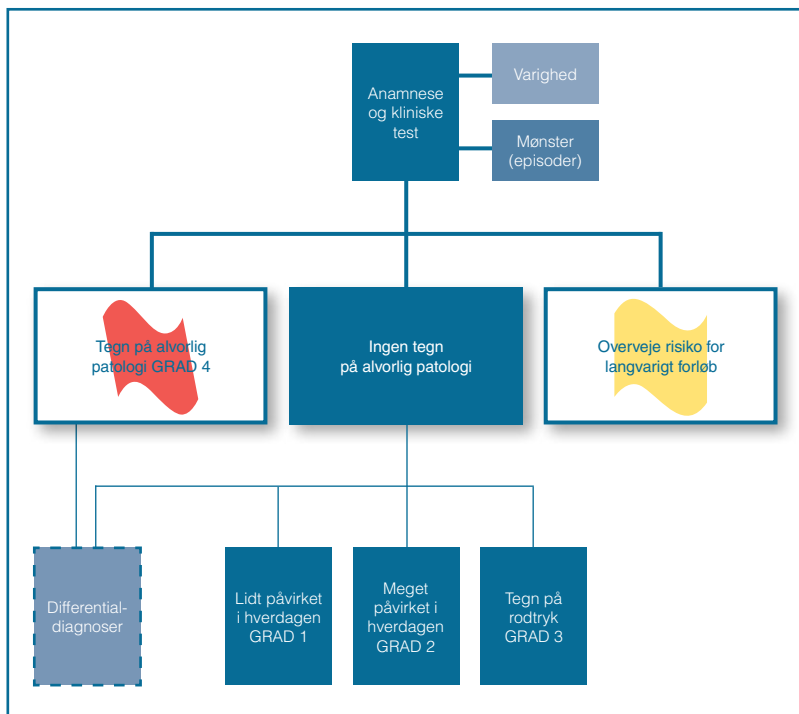 Anamnese
og kliniske
test
Varighed
Mønster
(episoder)
Tegn på alvorlig
patologi GRAD 4
Ingen tegn
på alvorlig patologi
Overveje risiko for
langvarigt forløb
Differential-
diagnoser
Lidt påvirket
i hverdagen
GRAD 1
Meget
påvirket i
hverdagen
GRAD 2
Tegn på
rodtryk
GRAD 3